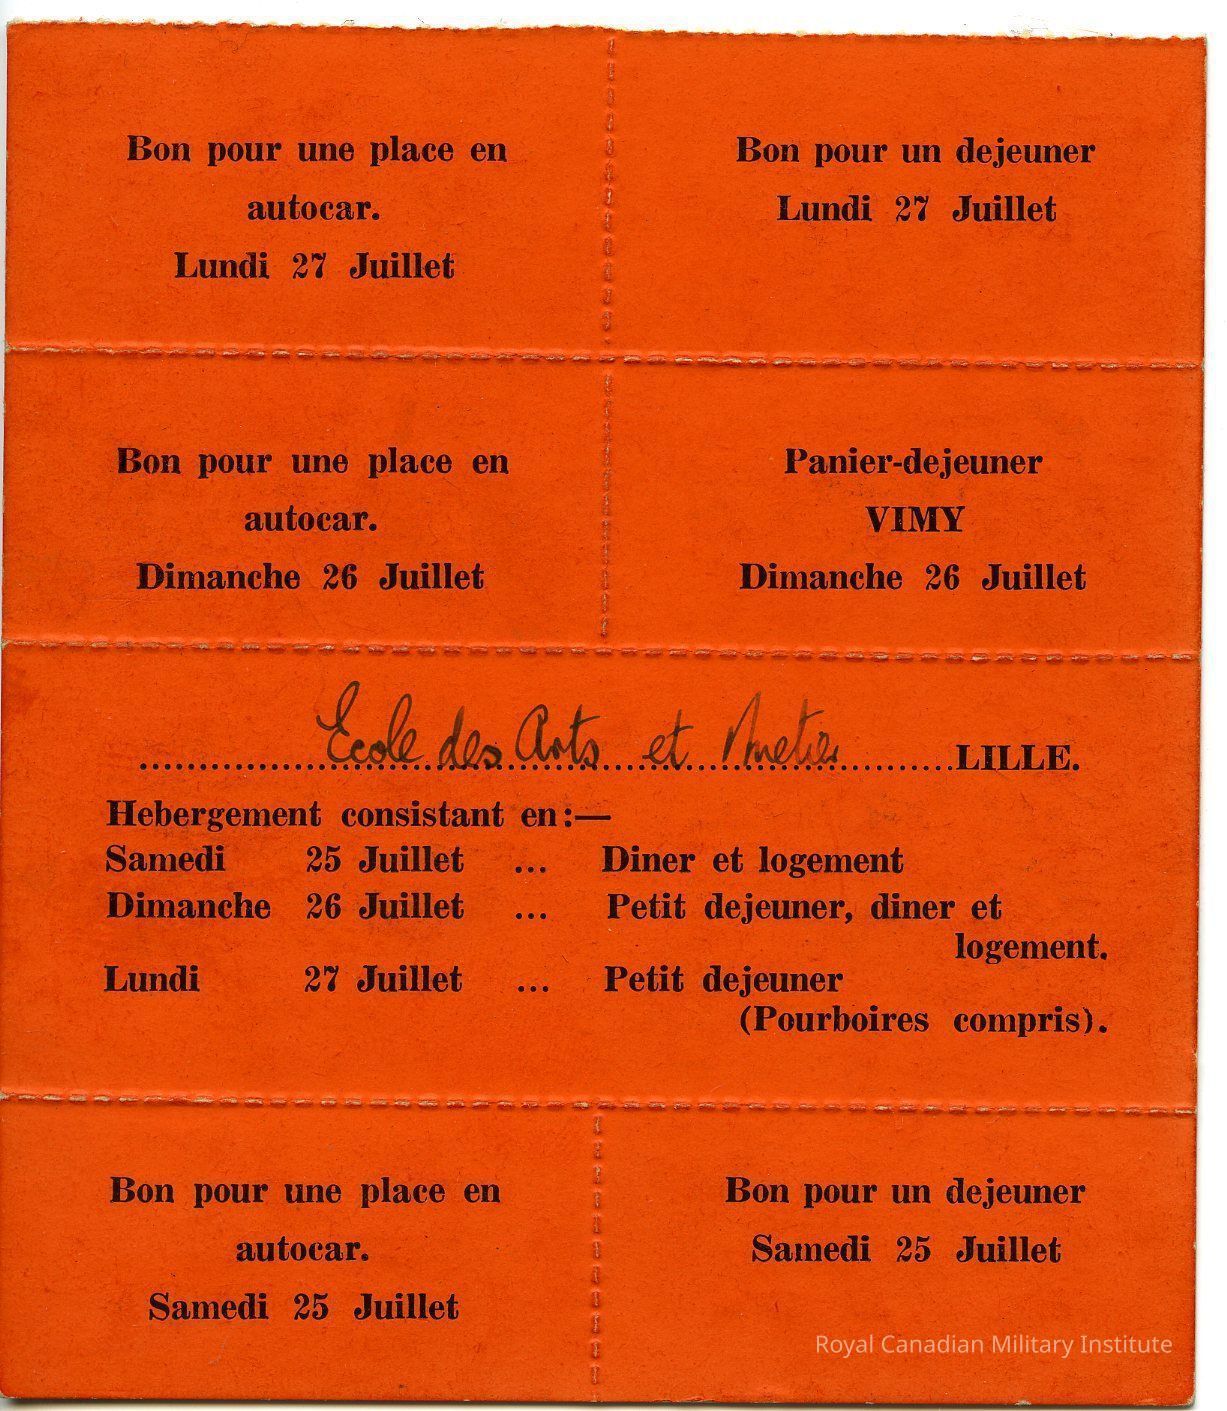 Bon pour une place en
autocar.
Lundi 27 Juillet
Bon pour un dejeuner
Lundi 27 Juillet
Bon pour une place en
autocar.
Dimanche 26 Juillet
Panier-dejeuner
VIMY
Dimanche 26 Juillet
Ecole des Arts et Metiers LILLE.
Hebergement consistant en:—
Samedi 25 Juillet ... Diner et logement
Dimanche 26 Juillet ... Petit dejeuner, diner et
logement.
Lundi 27 Juillet ... Petit dejeuner
(Pourboires compris).
Bon pour une place en
autocar.
Samedi 25 Juillet
Bon pour un dejeuner
Samedi 25 Juillet
Royal Canadian Military Institute